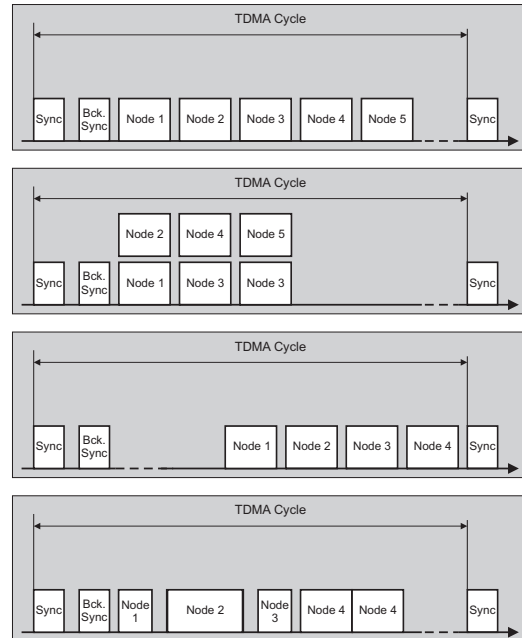 TDMA Cycle
Sync
Bck.
Sync
Node 1
Node 2
Node 3
Node 4
Node 5
Sync
TDMA Cycle
Node 2
Node 4
Node 5
Sync
Bck.
Sync
Node 1
Node 3
Node 3
Sync
TDMA Cycle
Sync
Bck.
Sync
Node 1
Node 2
Node 3
Node 4
Sync
TDMA Cycle
Sync
Bck.
Sync
Node
1
Node 2
Node
3
Node 4
Node 4
Sync